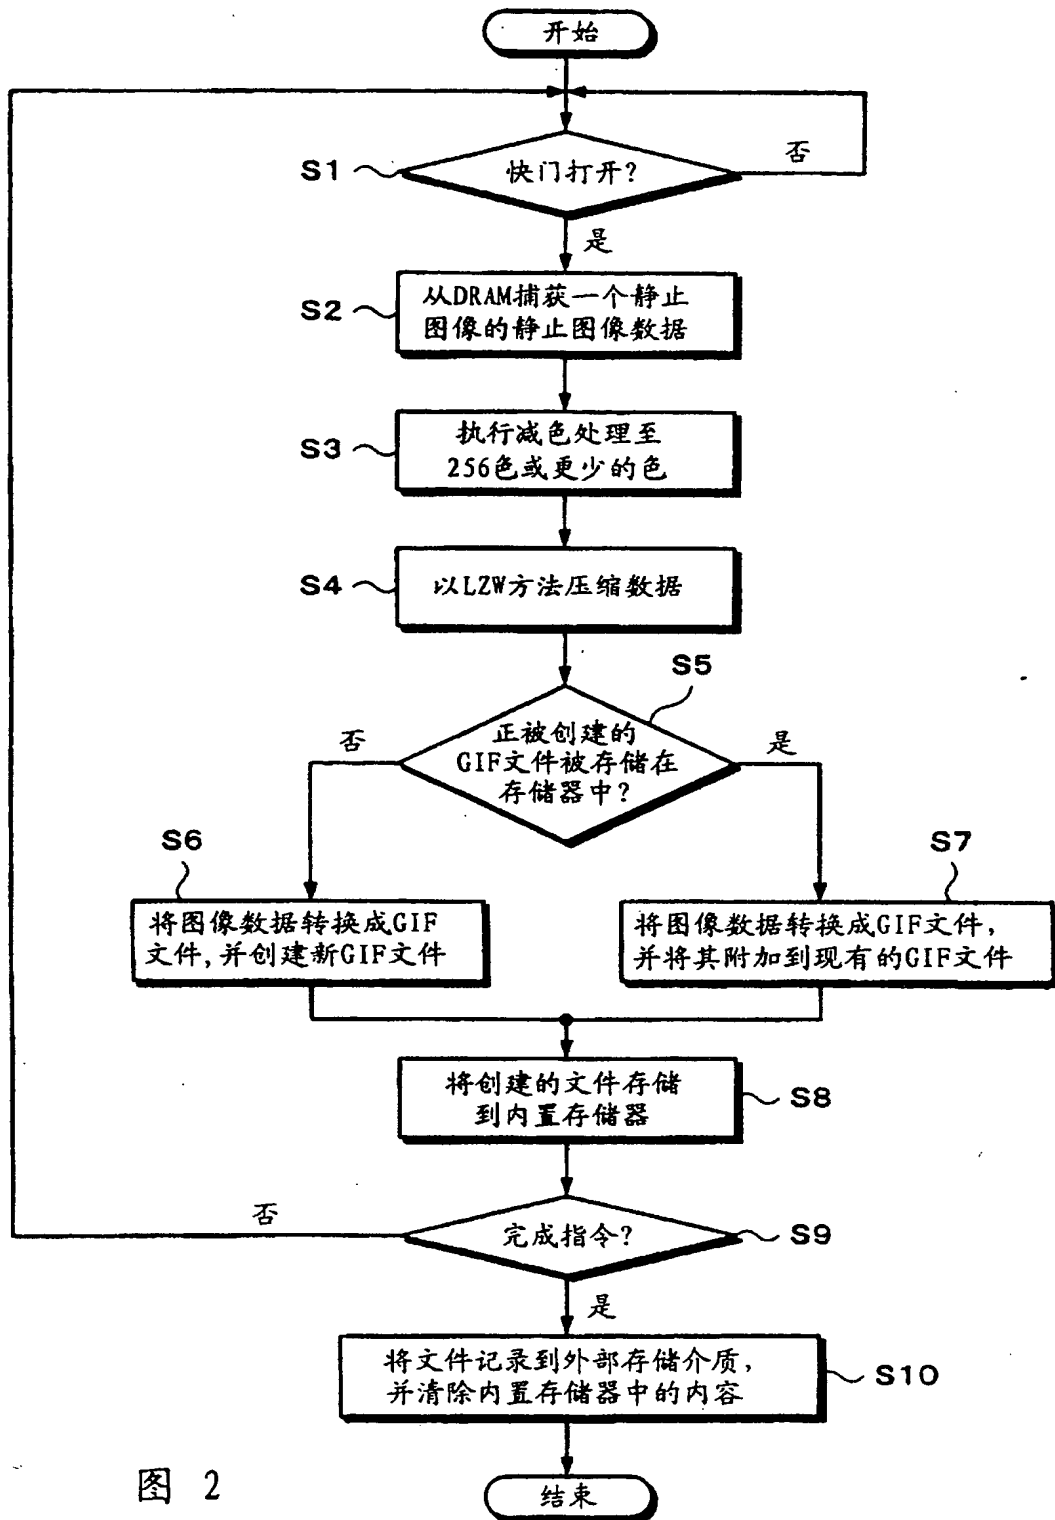 开始
S1
快门打开?
否
是
S2
从DRAM捕获一个静止
图像的静止图像数据
S3
执行减色处理至
256色或更少的色
S4
以LZW方法压缩数据
S5
否
正被创建的
GIF文件被存储在
存储器中?
是
S6
将图像数据转换成GIF
文件,并创建新GIF文件
S7
将图像数据转换成GIF文件,
并将其附加到现有的GIF文件
将创建的文件存储
到内置存储器
S8
否
完成指令?
S9
是
将文件记录到外部存储介质,
并清除内置存储器中的内容
S10
结束
图 2